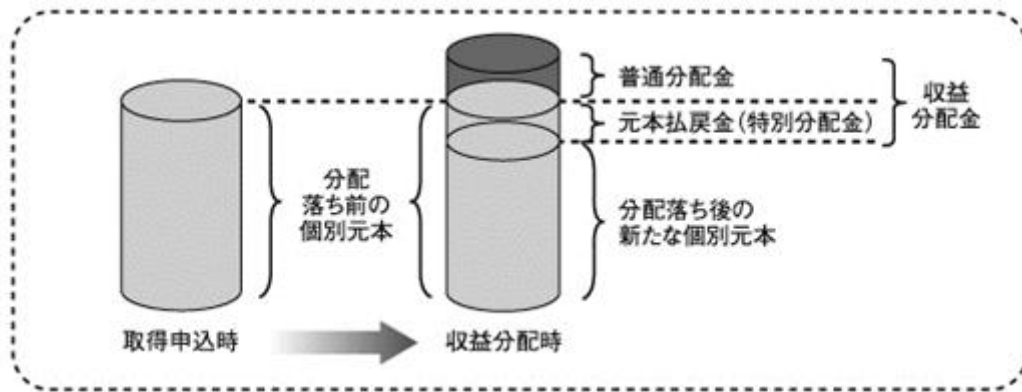 普通分配金
元本払戻金(特別分配金)
収益
分配金
分配
落ち前の
個別元本
分配落ち後の
新たな個別元本
取得申込時
収益分配時